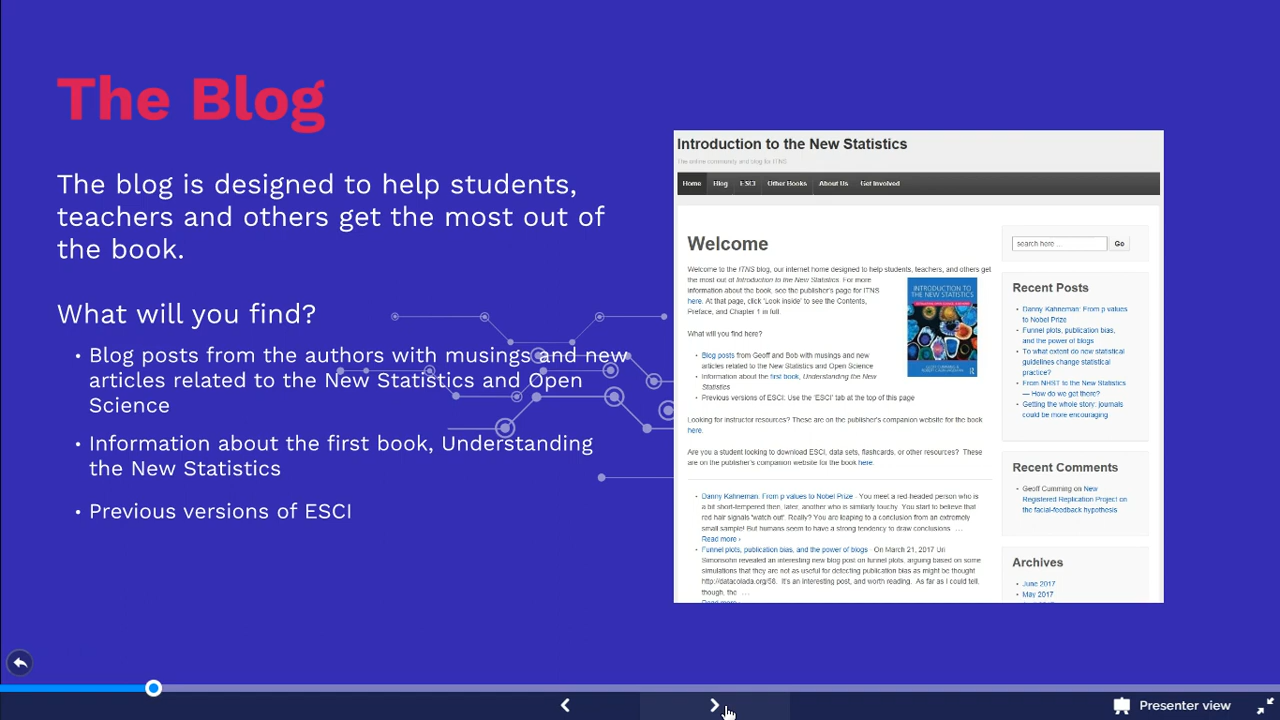 The Blog
The blog is designed to help students,
teachers and others get the most out of
the book.
What will you find?
• Blog posts from the authors with musings and new
articles related to the New Statistics and Open
Science
• Information about the first book, Understanding
the New Statistics
• Previous versions of ESCI
Introduction to the New Statistics
The online community and blog for ITNS
Home Blog ESCI Other Books About Us Get Involved
Welcome
Welcome to the ITNS blog, our internet home designed to help students, teachers, and others get
the most out of Introduction to the New Statistics. For more
information about the book, see the publisher's page for ITNS
here. At that page, click 'Look Inside' to see the Contents,
Preface, and Chapter 1 in full.
INTRODUCTION TO
THE NEW STATISTICS
What will you find here?
• Blog posts from Geoff and Bob with musings and new
articles related to the New Statistics and Open Science
• Information about the first book, Understanding the New
Statistics
• Previous versions of ESCI. Use the 'ESCI' tab at the top of this page
Looking for instructor resources? These are on the publisher's companion website for the book
here.
Are you a student looking to download ESCI, data sets, flashcards, or other resources? These
are on the publisher's companion website for the book here.
• Danny Kahneman: From p values to Nobel Prize - You meet a red headed person who is
a bit short-tempered then, later, another who is similarly touchy. You start to believe that
red hair signals 'watch out'. Really? You are leaping to a conclusion from an extremely
small sample! But humans seem to have a strong tendency to draw conclusions …
Read more ›
• Funnel plots, publication bias, and the power of blogs - On March 21, 2017 Uri
Simonsohn revealed an interesting new blog post on funnel plots, arguing based on some
simulations that they are not as useful for detecting publication bias as might be thought
http://datacolada.org/58. It's an interesting post, and worth reading. As far as I could tell,
though, the …
Read more ›
search here … Go
Recent Posts
• Danny Kahneman: From p values
to Nobel Prize
• Funnel plots, publication bias,
and the power of blogs
• To what extent do new statistical
guidelines change statistical
practice?
• From NHST to the New Statistics
— How do we get there?
• Getting the whole story: journals
could be more encouraging
Recent Comments
• Geoff Cumming on New
Registered Replication Project on
the facial-feedback hypothesis
Archives
• June 2017
• May 2017
Presenter view